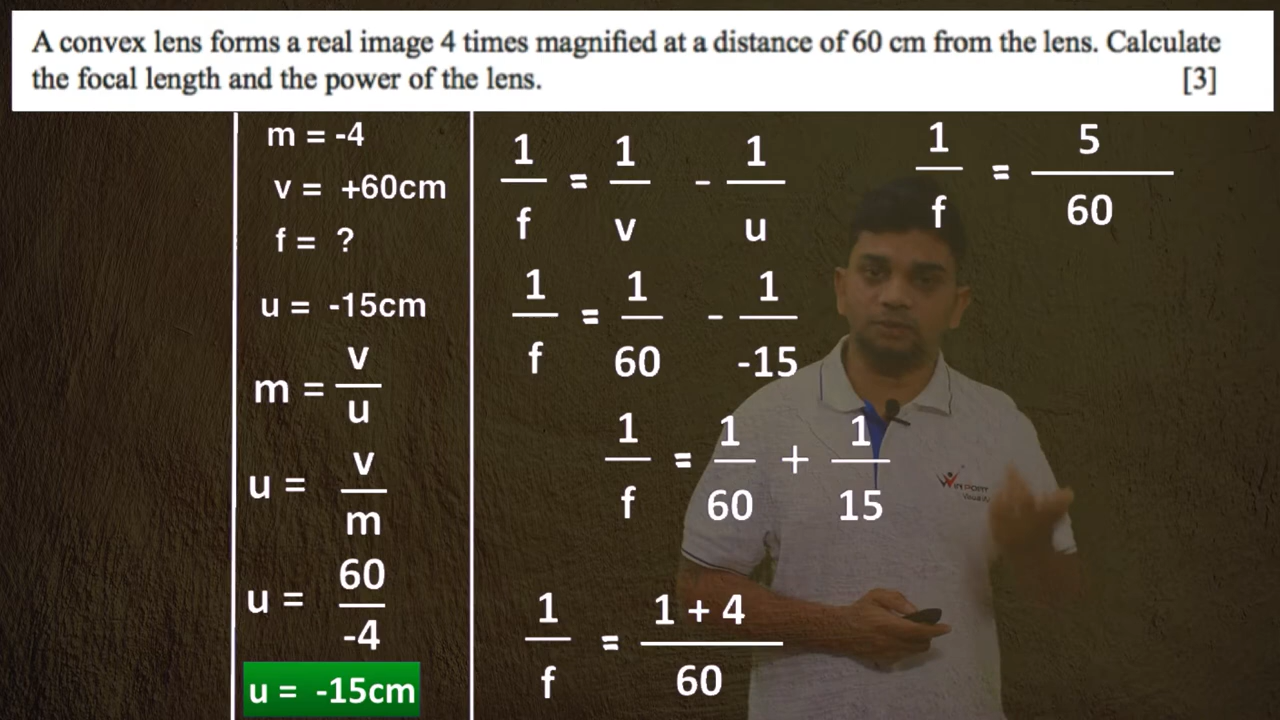 A convex lens forms a real image 4 times magnified at a distance of 60 cm from the lens. Calculate
the focal length and the power of the lens. [3]
m = -4
v = +60cm
f = ?
u = -15cm
m = v/u
u = v/m
u = 60/-4
u = -15cm
1/f = 1/v - 1/u
1/f = 1/60 - 1/-15
1/f = 1/60 + 1/15
1/f = 1 + 4/60
1/f = 5/60